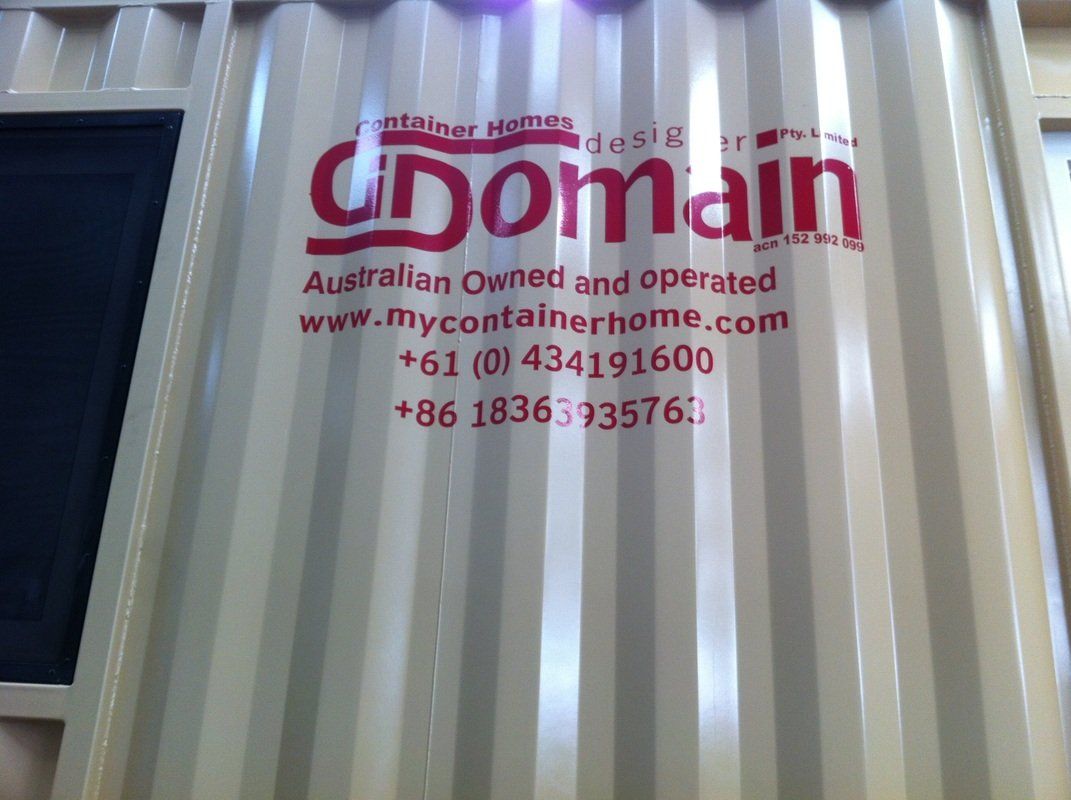 Container Homes
designer
Pty. Limited
Domain
acn 152 992 099
Australian Owned and operated
www.mycontainerhome.com
+61 (0) 434191600
+86 18363935763